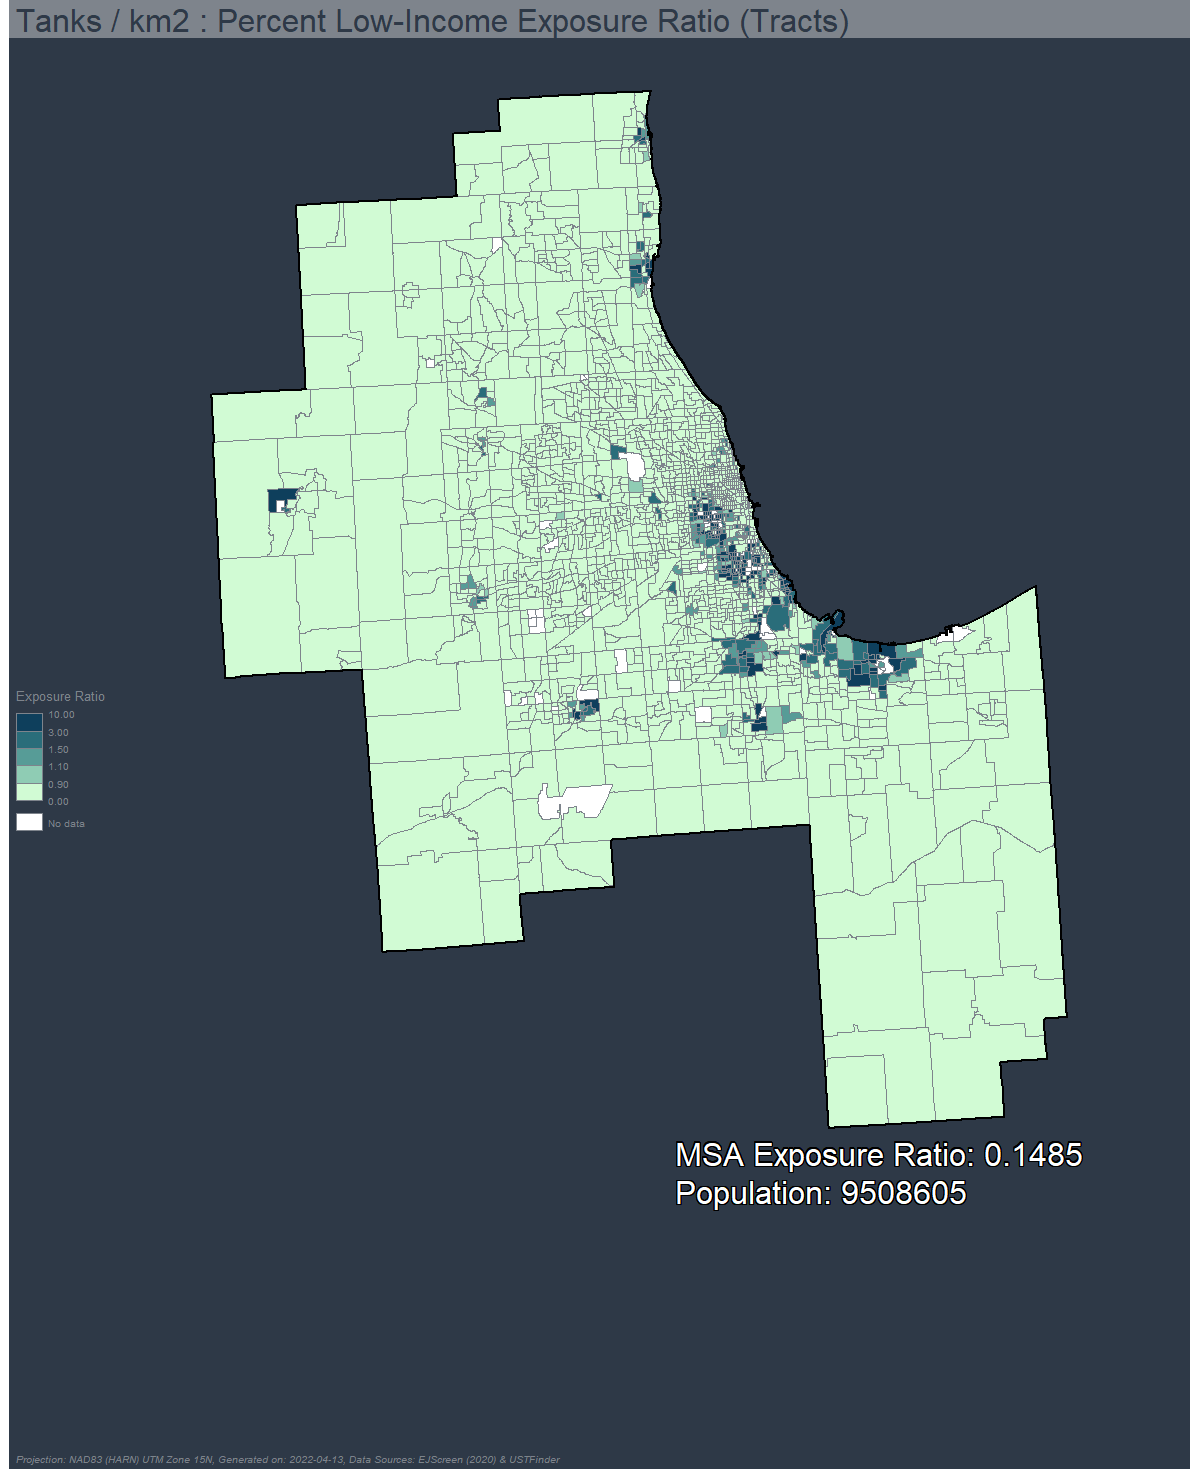 Tanks / km2 : Percent Low-Income Exposure Ratio (Tracts)
Exposure Ratio
10.00
3.00
1.50
1.10
0.90
0.00
No data
MSA Exposure Ratio: 0.1485
Population: 9508605
Projection: NAD83 (HARN) UTM Zone 15N, Generated on: 2022-04-13, Data Sources: EJScreen (2020) & USTFinder